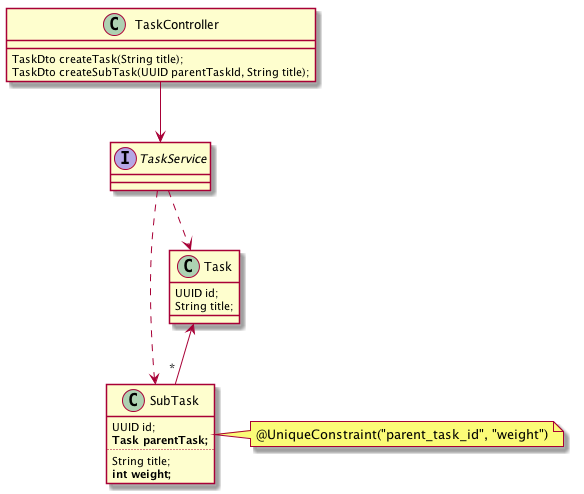 C TaskController
TaskDto createTask(String title);
TaskDto createSubTask(UUID parentTaskId, String title);
I TaskService
C Task
UUID id;
String title;
*
C SubTask
UUID id;
Task parentTask;
String title;
int weight;
@UniqueConstraint("parent_task_id", "weight")